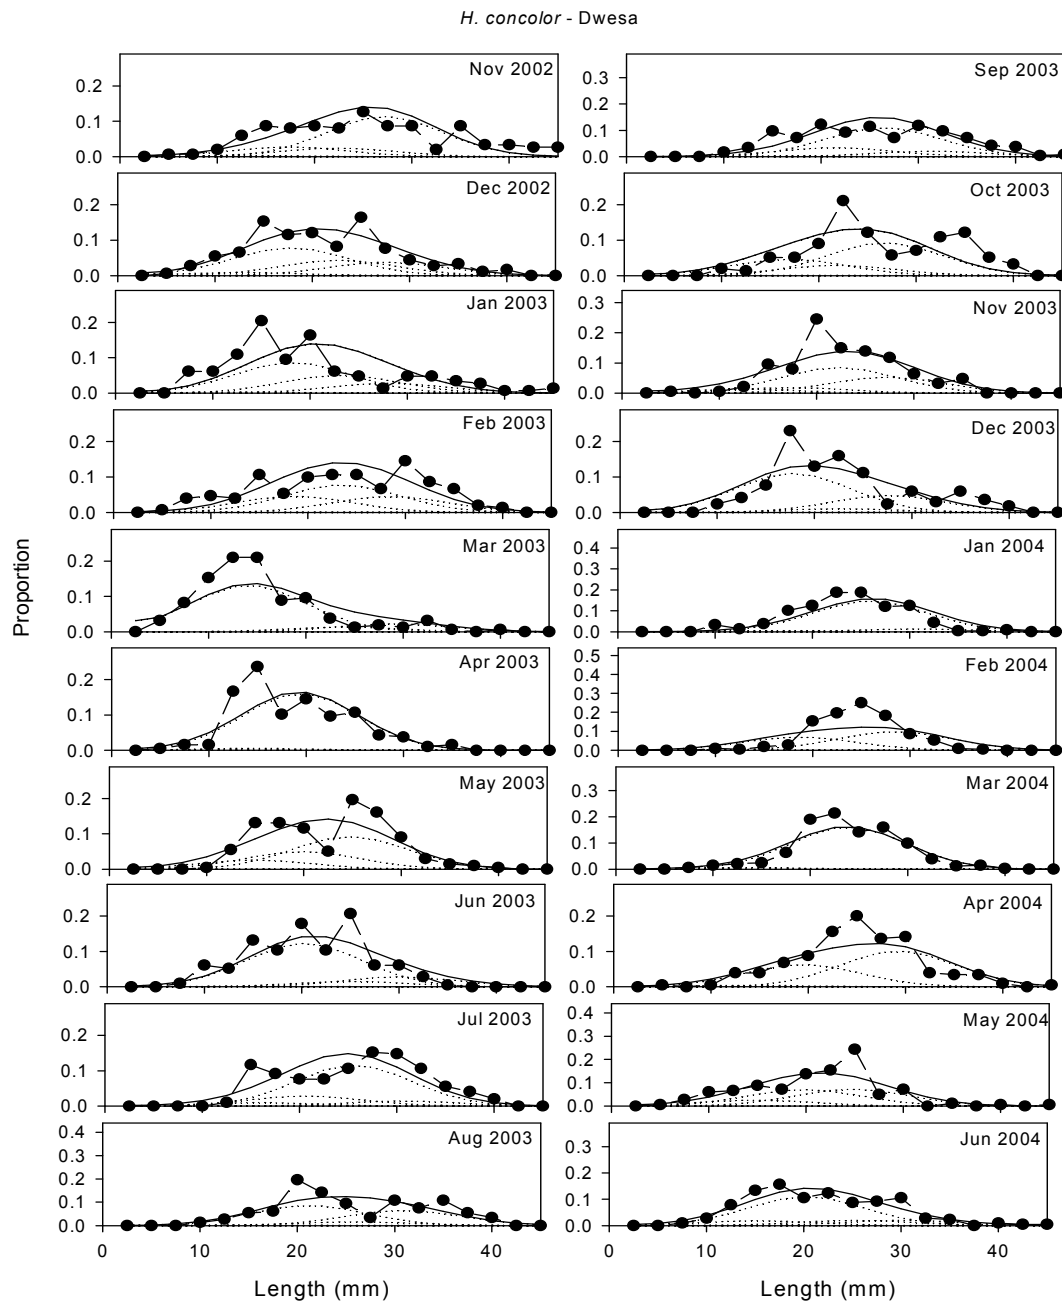 H. concolor - Dwesa
Proportion
Nov 2002
0.2
0.1
0.0
Dec 2002
0.2
0.1
0.0
Jan 2003
0.2
0.1
0.0
Feb 2003
0.2
0.1
0.0
Mar 2003
0.2
0.1
0.0
Apr 2003
0.2
0.1
0.0
May 2003
0.2
0.1
0.0
Jun 2003
0.2
0.1
0.0
Jul 2003
0.2
0.1
0.0
Aug 2003
0.4
0.3
0.2
0.1
0.0
0 10 20 30 40
Length (mm)
Sep 2003
0.3
0.2
0.1
0.0
Oct 2003
0.2
0.1
0.0
Nov 2003
0.3
0.2
0.1
0.0
Dec 2003
0.2
0.1
0.0
Jan 2004
0.4
0.3
0.2
0.1
0.0
Feb 2004
0.5
0.4
0.3
0.2
0.1
0.0
Mar 2004
0.3
0.2
0.1
0.0
Apr 2004
0.3
0.2
0.1
0.0
May 2004
0.4
0.3
0.2
0.1
0.0
Jun 2004
0.3
0.2
0.1
0.0
0 10 20 30 40
Length (mm)